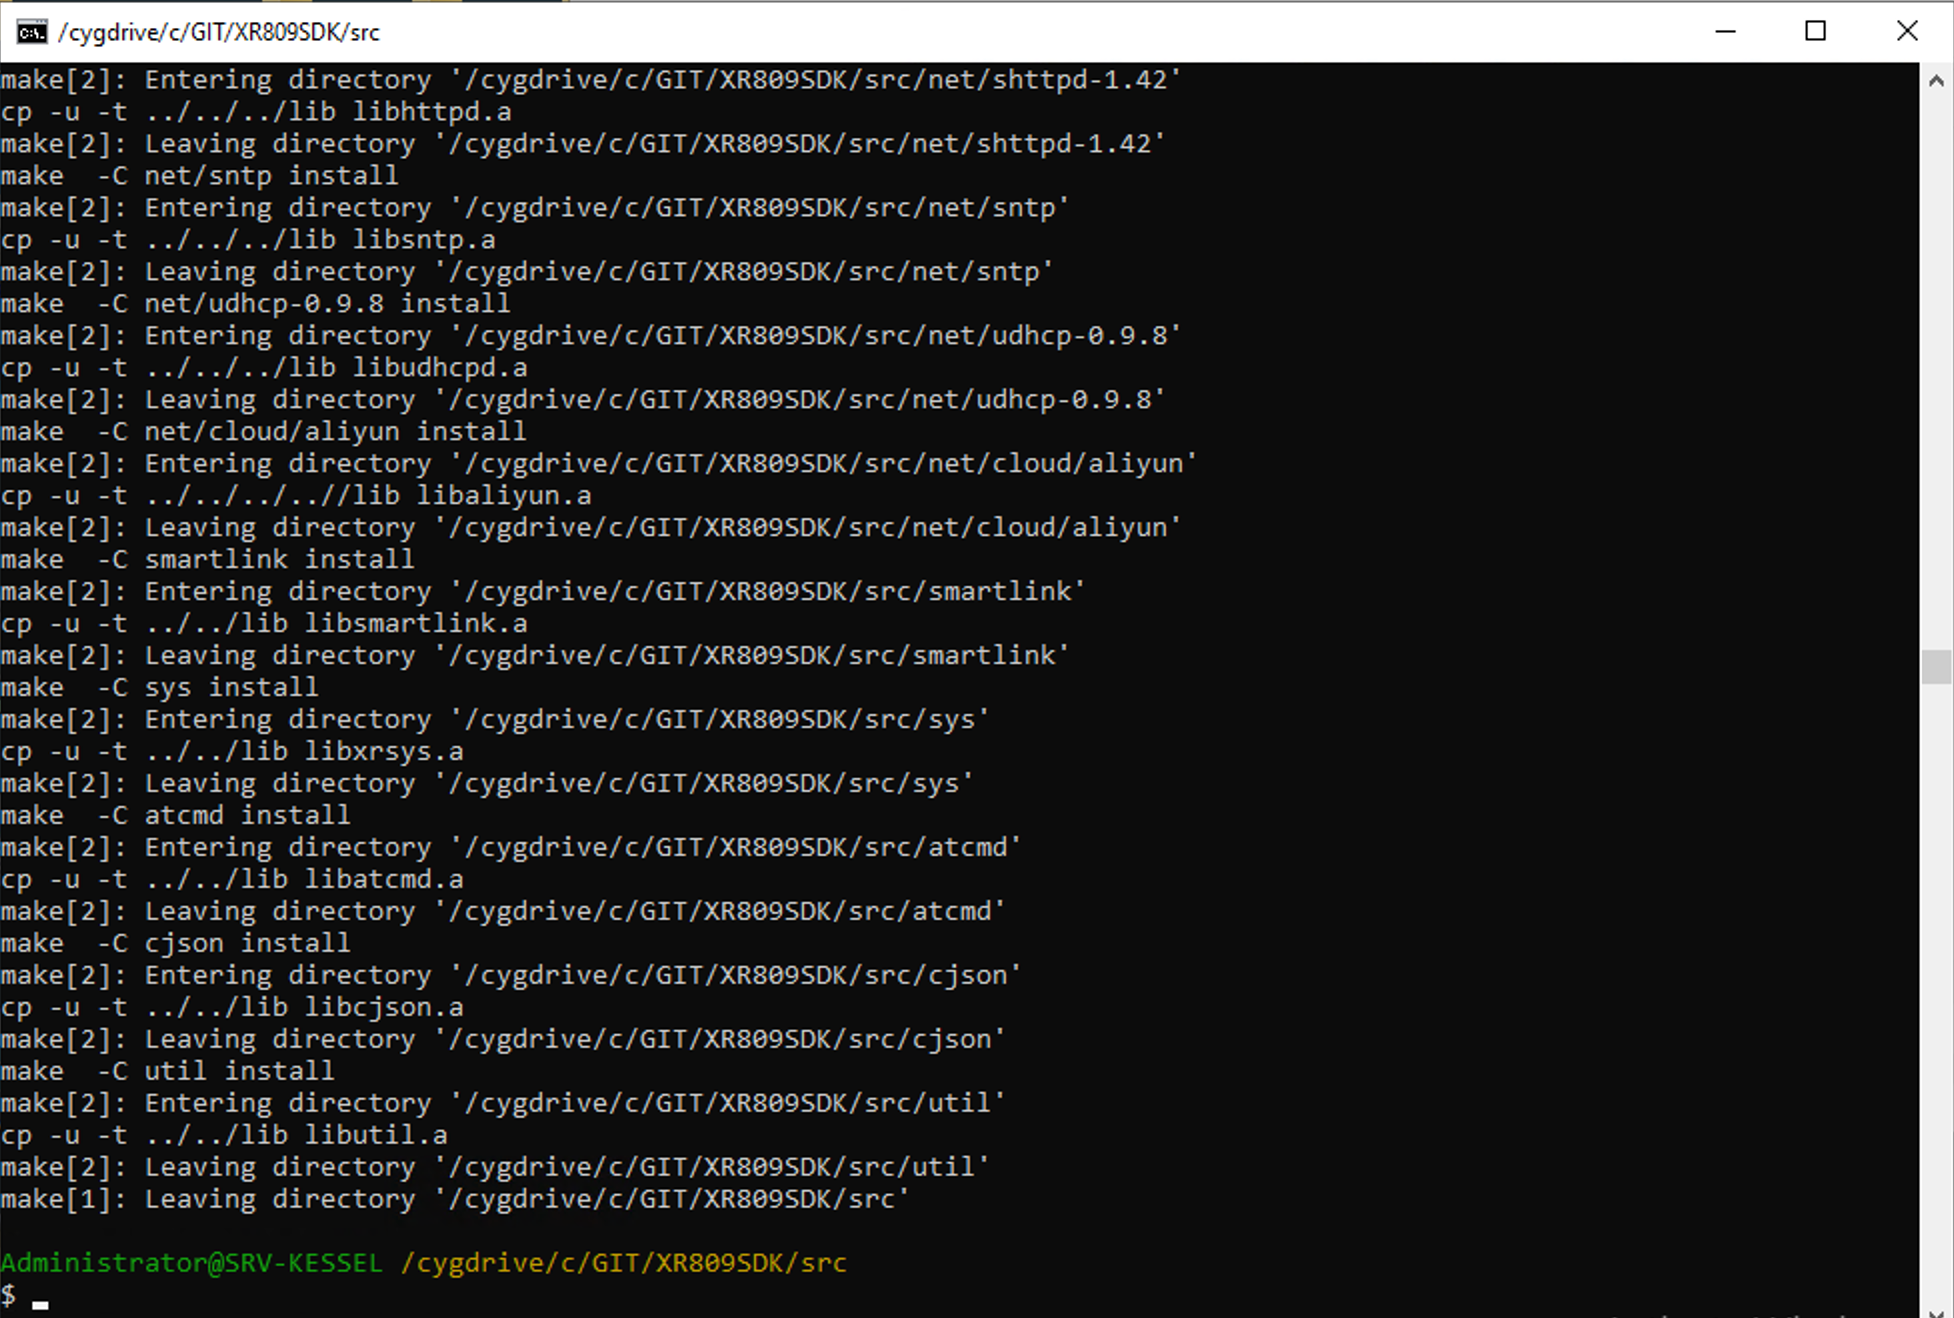 /cygdrive/c/GIT/XR809SDK/src
make[2]: Entering directory '/cygdrive/c/GIT/XR809SDK/src/net/shttpd-1.42'
cp -u -t ../../../lib libhttpd.a
make[2]: Leaving directory '/cygdrive/c/GIT/XR809SDK/src/net/shttpd-1.42'
make  -C net/sntp install
make[2]: Entering directory '/cygdrive/c/GIT/XR809SDK/src/net/sntp'
cp -u -t ../../../lib libsntp.a
make[2]: Leaving directory '/cygdrive/c/GIT/XR809SDK/src/net/sntp'
make  -C net/udhcp-0.9.8 install
make[2]: Entering directory '/cygdrive/c/GIT/XR809SDK/src/net/udhcp-0.9.8'
cp -u -t ../../../lib libudhcpd.a
make[2]: Leaving directory '/cygdrive/c/GIT/XR809SDK/src/net/udhcp-0.9.8'
make  -C net/cloud/aliyun install
make[2]: Entering directory '/cygdrive/c/GIT/XR809SDK/src/net/cloud/aliyun'
cp -u -t ../../../..//lib libaliyun.a
make[2]: Leaving directory '/cygdrive/c/GIT/XR809SDK/src/net/cloud/aliyun'
make  -C smartlink install
make[2]: Entering directory '/cygdrive/c/GIT/XR809SDK/src/smartlink'
cp -u -t ../../lib libsmartlink.a
make[2]: Leaving directory '/cygdrive/c/GIT/XR809SDK/src/smartlink'
make  -C sys install
make[2]: Entering directory '/cygdrive/c/GIT/XR809SDK/src/sys'
cp -u -t ../../lib libxrsys.a
make[2]: Leaving directory '/cygdrive/c/GIT/XR809SDK/src/sys'
make  -C atcmd install
make[2]: Entering directory '/cygdrive/c/GIT/XR809SDK/src/atcmd'
cp -u -t ../../lib libatcmd.a
make[2]: Leaving directory '/cygdrive/c/GIT/XR809SDK/src/atcmd'
make  -C cjson install
make[2]: Entering directory '/cygdrive/c/GIT/XR809SDK/src/cjson'
cp -u -t ../../lib libcjson.a
make[2]: Leaving directory '/cygdrive/c/GIT/XR809SDK/src/cjson'
make  -C util install
make[2]: Entering directory '/cygdrive/c/GIT/XR809SDK/src/util'
cp -u -t ../../lib libutil.a
make[2]: Leaving directory '/cygdrive/c/GIT/XR809SDK/src/util'
make[1]: Leaving directory '/cygdrive/c/GIT/XR809SDK/src'
Administrator@SRV-KESSEL /cygdrive/c/GIT/XR809SDK/src
$